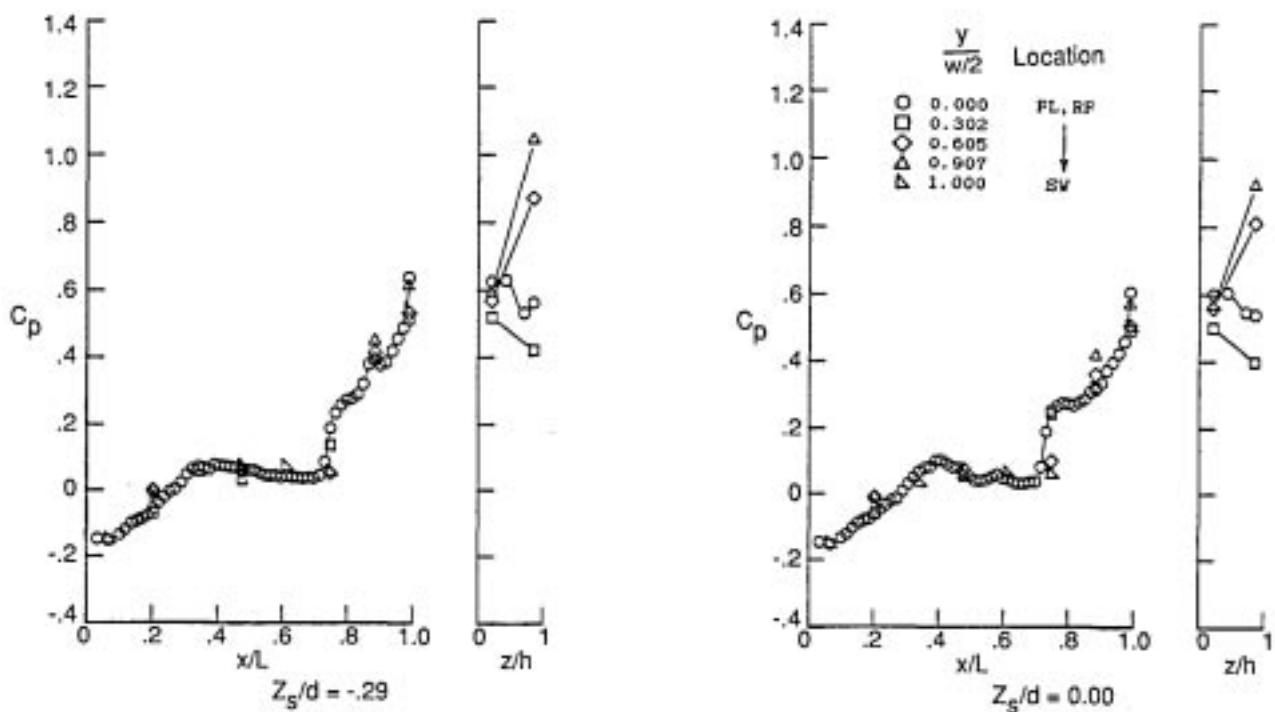 1.4
1.2
1.0
.8
.6
Cp
.4
.2
0
-.2
-.4
0 .2 .4 .6 .8 1.0
x/L
0 1
z/h
Zs/d = -.29
1.4
1.2
1.0
.8
.6
Cp
.4
.2
0
-.2
-.4
y
w/2
Location
0.000 FL,RF
0.302
0.605
0.907
1.000 SW
0 .2 .4 .6 .8 1.0
x/L
0 1
z/h
Zs/d = 0.00